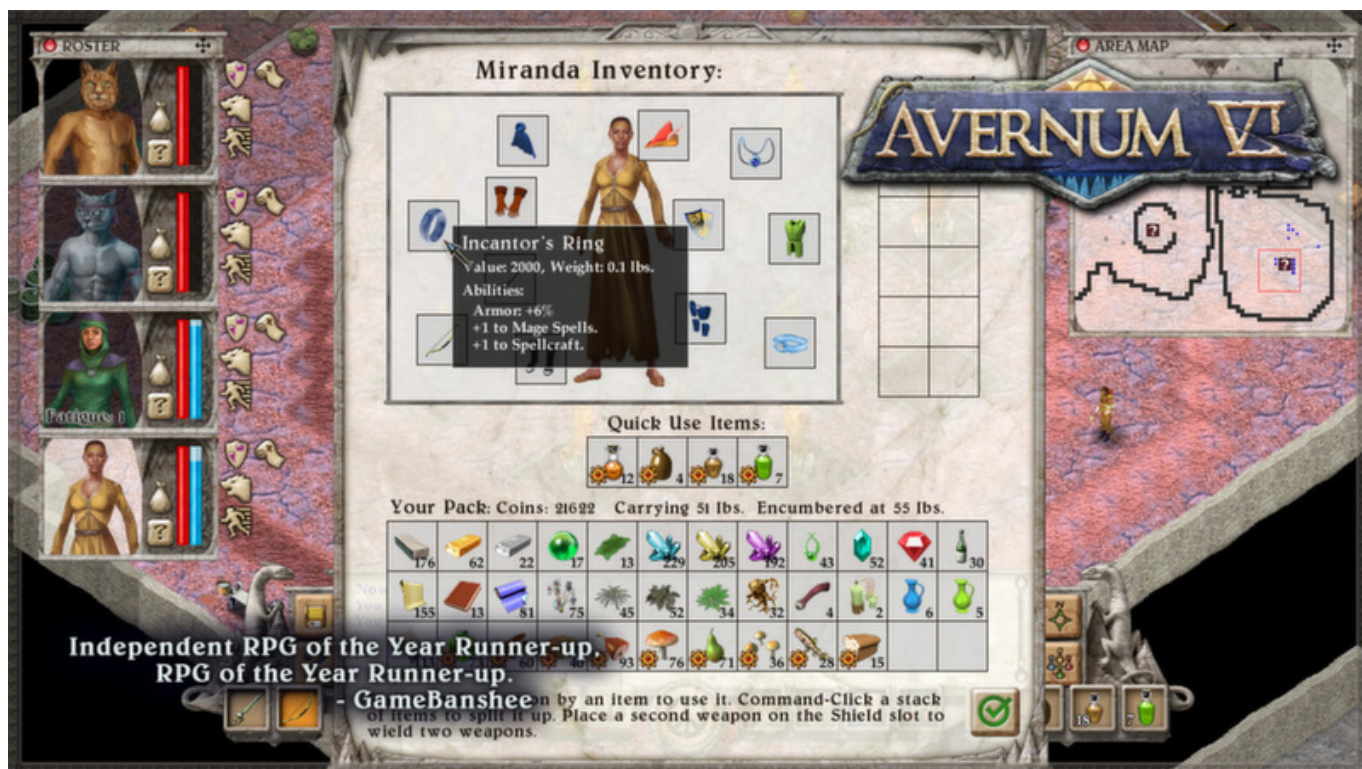 ROSTER
Miranda Inventory:
AREA MAP
AVERNUM VI
?
?
Incantor's Ring
Value: 2000, Weight: 0.1 lbs.
Abilities:
Armor: +6%
+1 to Mage Spells.
+1 to Spellcraft.
?
?
?
?
Fatigue: 1
Quick Use Items:
12 4 18 7
Your Pack: Coins: 21622 Carrying 51 lbs. Encumbered at 55 lbs.
176 62 22 17 13 229 205 192 43 52 41 30
155 13 81 75 45 52 34 32 4 2 6 5
93 76 71 36 28 15
Independent RPG of the Year Runner-up.
RPG of the Year Runner-up.
- GameBanshee
by an item to use it. Command-Click a stack
of items to split it up. Place a second weapon on the Shield slot to
wield two weapons.
18 7
N